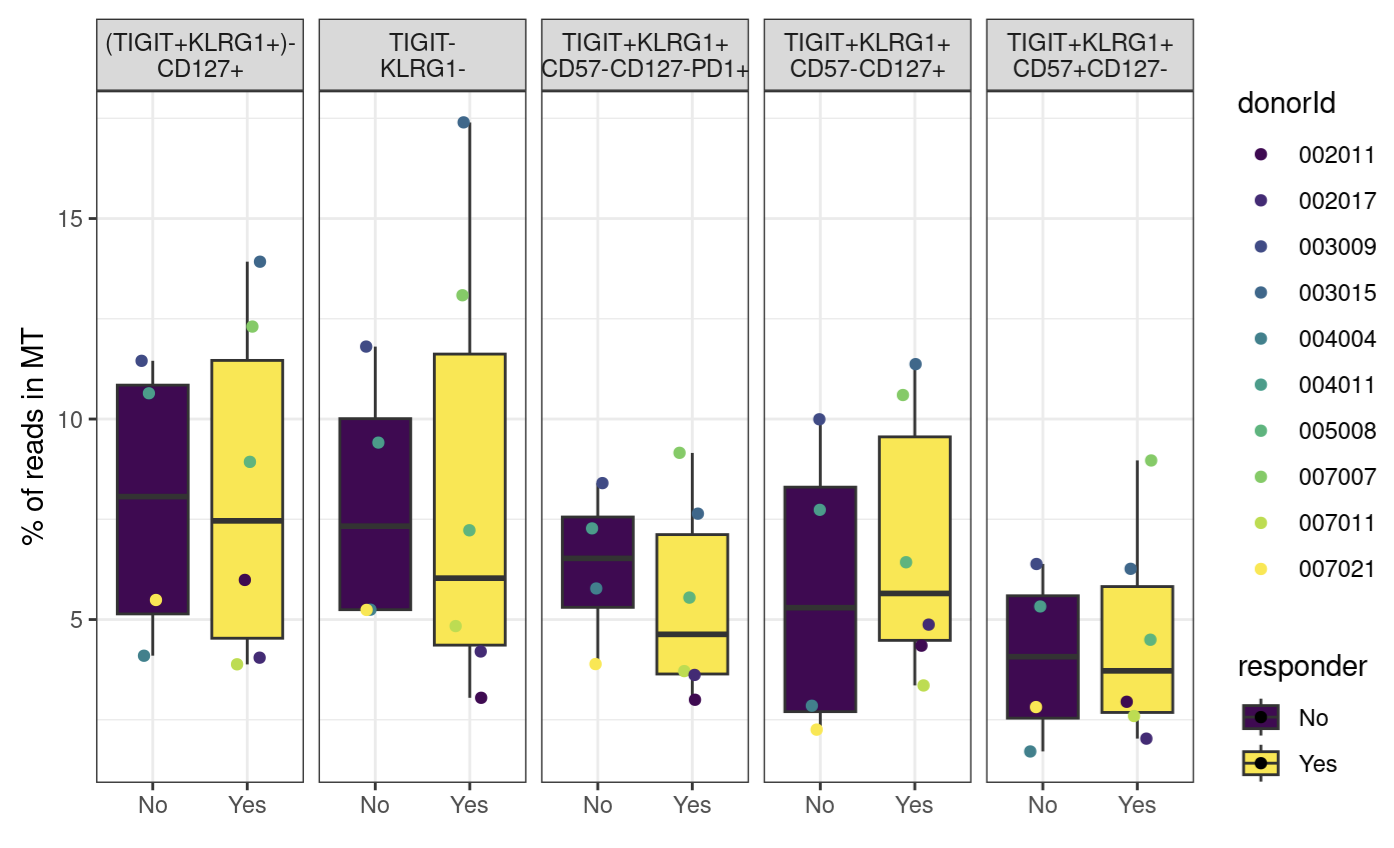 (TIGIT+KLRG1+)-
CD127+
TIGIT-
KLRG1-
TIGIT+KLRG1+
CD57-CD127-PD1+
TIGIT+KLRG1+
CD57-CD127+
TIGIT+KLRG1+
CD57+CD127-
% of reads in MT
15
10
5
No
Yes
No
Yes
No
Yes
No
Yes
No
Yes
donorId
002011
002017
003009
003015
004004
004011
005008
007007
007011
007021
responder
No
Yes